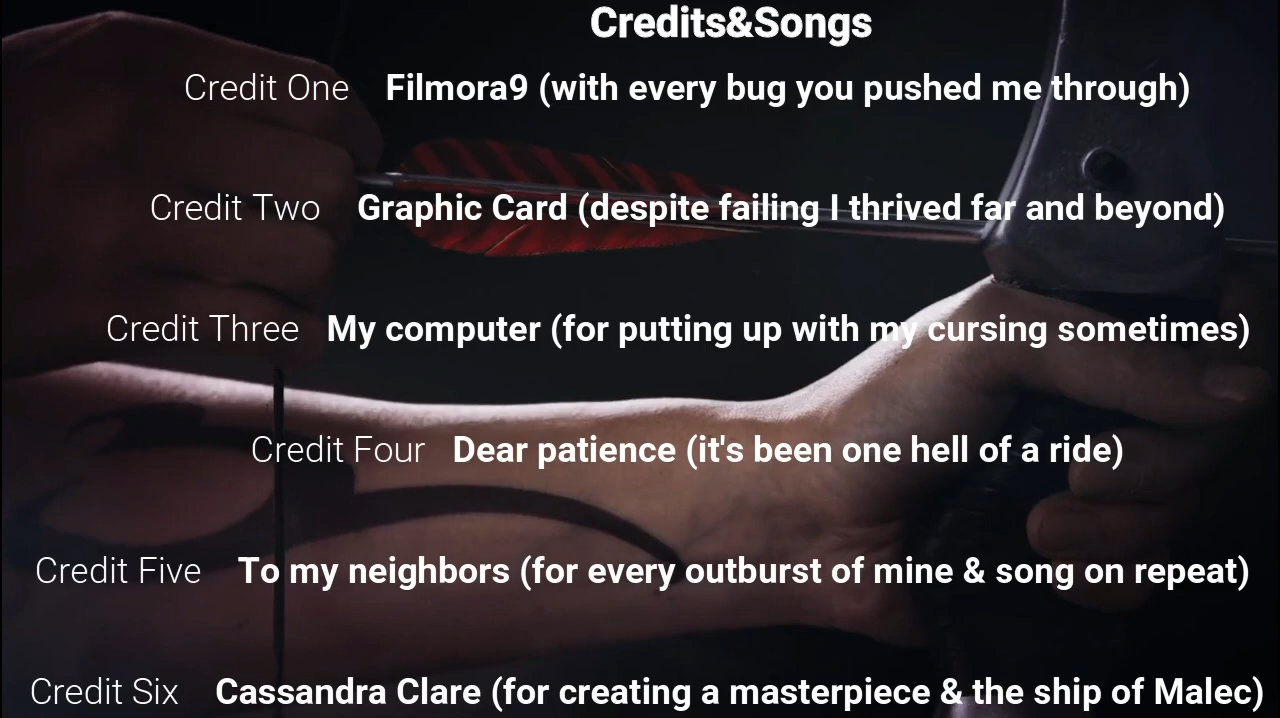 Credits&Songs
Credit One Filmora9 (with every bug you pushed me through)
Credit Two Graphic Card (despite failing I thrived far and beyond)
Credit Three My computer (for putting up with my cursing sometimes)
Credit Four Dear patience (it's been one hell of a ride)
Credit Five To my neighbors (for every outburst of mine & song on repeat)
Credit Six Cassandra Clare (for creating a masterpiece & the ship of Malec)